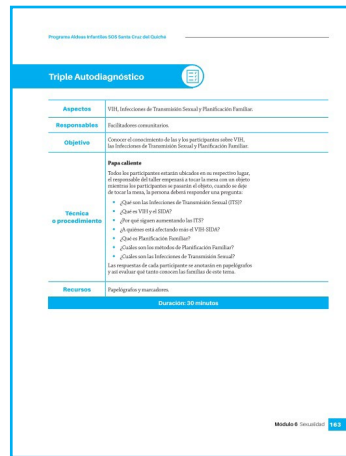 Programa Aldeas Infantiles SOS Santa Cruz del Quiché
Triple Autodiagnóstico
Aspectos
VIH, Infecciones de Transmisión Sexual y Planificación Familiar.
Responsables
Facilitadores comunitarios.
Objetivo
Conocer el conocimiento de las y los participantes sobre VIH,
las Infecciones de Transmisión Sexual y Planificación Familiar.
Técnica
o procedimiento
Papa caliente
Todos los participantes estarán ubicados en su respectivo lugar,
el responsable del taller empezará a tocar la mesa con un objeto
mientras los participantes se pasarán el objeto, cuando se deje
de tocar la mesa, la persona deberá responder una pregunta:
• ¿Qué son las Infecciones de Transmisión Sexual (ITS)?
• ¿Qué es VIH y el SIDA?
• ¿Por qué siguen aumentando las ITS?
• ¿A quiénes está afectando más el VIH-SIDA?
• ¿Qué es Planificación Familiar?
• ¿Cuáles son los métodos de Planificación Familiar?
• ¿Cuáles son las Infecciones de Transmisión Sexual?
Las respuestas de cada participante se anotarán en papelógrafos
y así evaluar qué tanto conocen las familias de este tema.
Recursos
Papelógrafos y marcadores.
Duración: 30 minutos
Módulo 6 Sexualidad 163